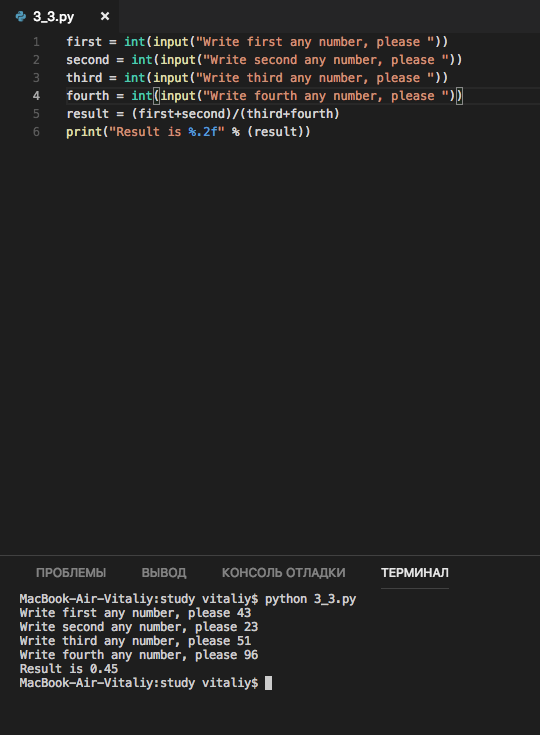 3_3.py ×
1 first = int(input("Write first any number, please "))
2 second = int(input("Write second any number, please "))
3 third = int(input("Write third any number, please "))
4 fourth = int(input("Write fourth any number, please "))
5 result = (first+second)/(third+fourth)
6 print("Result is %.2f" % (result))
ПРОБЛЕМЫ ВЫВОД КОНСОЛЬ ОТЛАДКИ ТЕРМИНАЛ
MacBook-Air-Vitaliy:study vitaliy$ python 3_3.py
Write first any number, please 43
Write second any number, please 23
Write third any number, please 51
Write fourth any number, please 96
Result is 0.45
MacBook-Air-Vitaliy:study vitaliy$